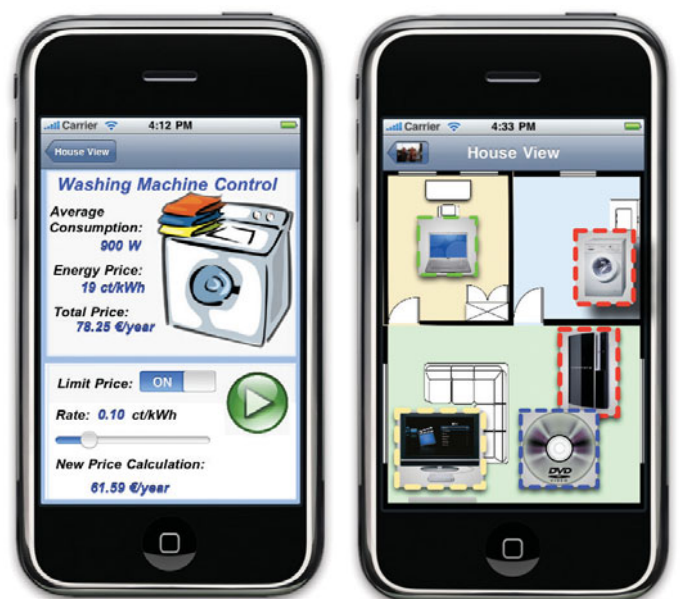 Carrier 4:12 PM
House View
Washing Machine Control
Average
Consumption:
900 W
Energy Price:
19 ct/kWh
Total Price:
78.25 €/year
Limit Price: ON
Rate: 0.10 ct/kWh
New Price Calculation:
61.59 €/year
Carrier 4:33 PM
House View
DVD
VIDEO